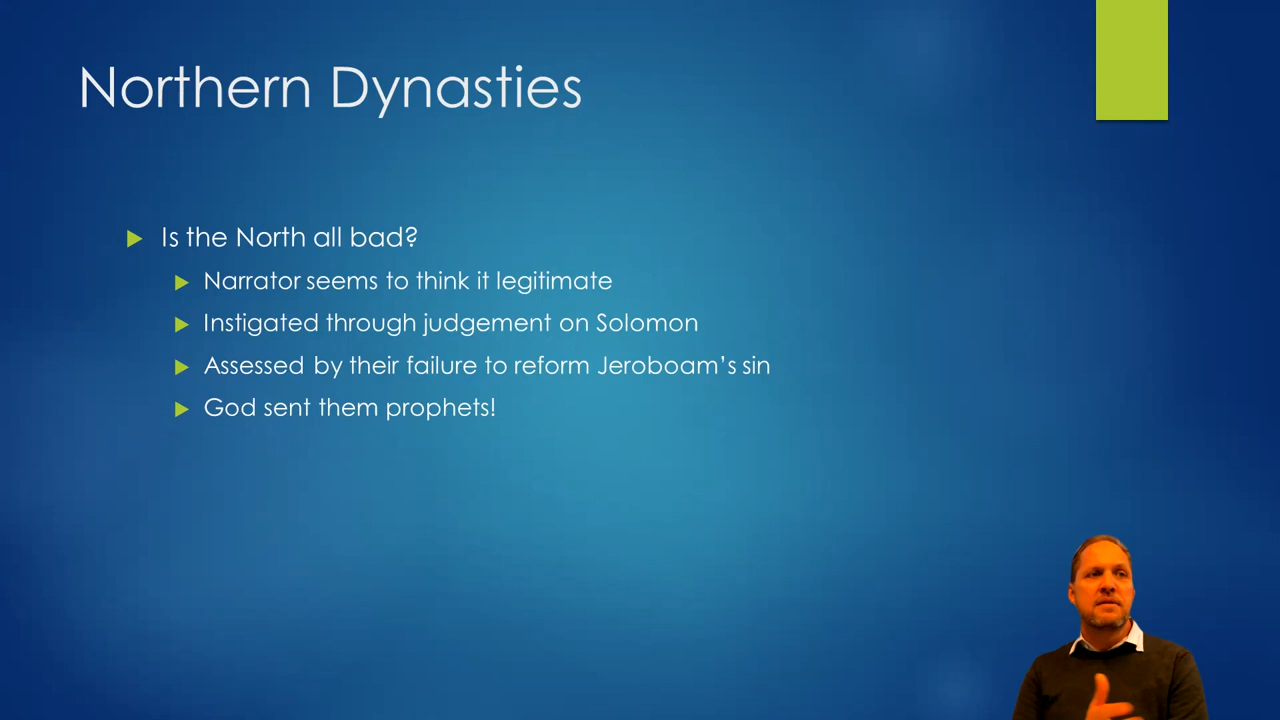 Northern Dynasties
Is the North all bad?
Narrator seems to think it legitimate
Instigated through judgement on Solomon
Assessed by their failure to reform Jeroboam's sin
God sent them prophets!